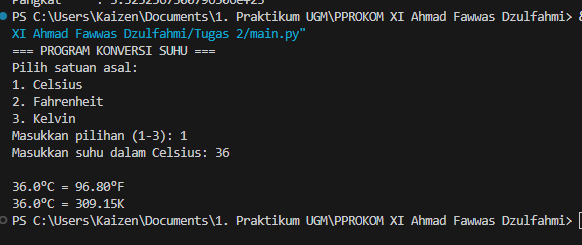 PS C:\Users\Kaizen\Documents\1. Praktikum UGM\PPROKOM XI Ahmad Fawwas Dzulfahmi> &
XI Ahmad Fawwas Dzulfahmi/Tugas 2/main.py"
=== PROGRAM KONVERSI SUHU ===
Pilih satuan asal:
1. Celsius
2. Fahrenheit
3. Kelvin
Masukkan pilihan (1-3): 1
Masukkan suhu dalam Celsius: 36
36.0°C = 96.80°F
36.0°C = 309.15K
PS C:\Users\Kaizen\Documents\1. Praktikum UGM\PPROKOM XI Ahmad Fawwas Dzulfahmi>